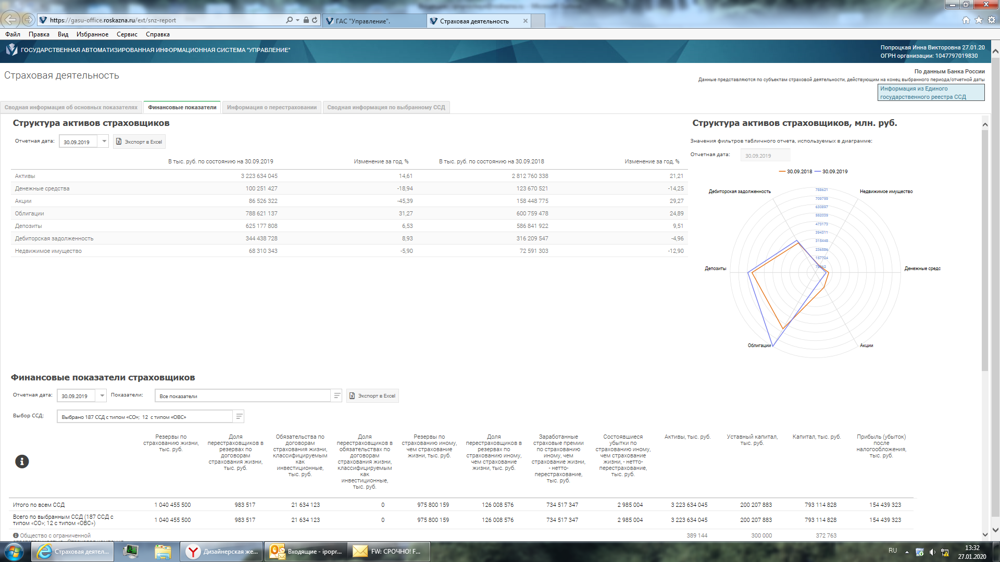 https://gasu-office.roskazna.ru/ext/snz-report
ГАС "Управление".
Страховая деятельность
Файл Правка Вид Избранное Сервис Справка
ГОСУДАРСТВЕННАЯ АВТОМАТИЗИРОВАННАЯ ИНФОРМАЦИОННАЯ СИСТЕМА "УПРАВЛЕНИЕ"
Попроцкая Инна Викторовна 27.01.20
ОГРН организации: 1047797019830
Страховая деятельность
По данным Банка России
Данные представляются по субъектам страховой деятельности, действующим на конец выбранного периода/отчетной даты
Информация из Единого
государственного реестра ССД
Сводная информация об основных показателях
Финансовые показатели
Информация о перестраховании
Сводная информация по выбранному ССД
Структура активов страховщиков
Отчетная дата: 30.09.2019 Экспорт в Excel
В тыс. руб. по состоянию на 30.09.2019 Изменение за год, % В тыс. руб. по состоянию на 30.09.2018 Изменение за год, %
Активы 3 223 634 045 14,61 2 812 760 338 21,21
Денежные средства 100 251 427 -18,94 123 670 521 -14,25
Акции 86 526 322 -45,39 158 448 775 29,27
Облигации 788 621 137 31,27 600 759 478 24,89
Депозиты 625 177 808 6,53 586 841 922 9,51
Дебиторская задолженность 344 438 728 8,93 316 209 547 -4,96
Недвижимое имущество 68 310 343 -5,90 72 591 303 -12,90
Структура активов страховщиков, млн. руб.
Значения фильтров табличного отчета, используемых в диаграмме:
Отчетная дата: 30.09.2019
30.09.2018 30.09.2019
Дебиторская задолженность
Недвижимое имущество
788621
709759
630897
552035
473173
394311
315448
236586
157724
78862
Депозиты
Денежные средс
Облигации
Акции
Финансовые показатели страховщиков
Отчетная дата: 30.09.2019 Показатели: Все показатели Экспорт в Excel
Выбор ССД: Выбрано 187 ССД с типом «СО»; 12 с типом «ОВС»
Резервы по
страхованию жизни,
тыс. руб.
Доля
перестраховщиков в
резервах по
договорам
страхования жизни,
тыс. руб.
Обязательства по
договорам
страхования жизни,
классифицируемым
как
инвестиционные,
тыс. руб.
Доля
перестраховщиков в
обязательствах по
договорам
страхования жизни,
классифицируемым
как
инвестиционные,
тыс. руб.
Резервы по
страхованию иному,
чем страхование
жизни, тыс. руб.
Доля
перестраховщиков в
резервах по
страхованию иному,
чем страхование
жизни, тыс. руб.
Заработанные
страховые премии
по страхованию
иному, чем
страхование жизни,
- нетто-
перестрахование,
тыс. руб.
Состоявшиеся
убытки по
страхованию иному,
чем страхование
жизни, - нетто-
перестрахование,
тыс. руб.
Активы, тыс. руб.
Уставный капитал,
тыс. руб.
Капитал, тыс. руб.
Прибыль (убыток)
после
налогообложения,
тыс. руб.
Итого по всем ССД 1 040 455 500 983 517 21 634 123 0 975 800 159 126 008 576 734 517 347 2 985 004 3 223 634 045 200 207 883 793 114 828 154 439 323
Всего по выбранным ССД (187 ССД с
типом «СО»; 12 с типом «ОВС») 1 040 455 500 983 517 21 634 123 0 975 800 159 126 008 576 734 517 347 2 985 004 3 223 634 045 200 207 883 793 114 828 154 439 323
Общество с ограниченной 389 144 300 000 372 763
Страховая деятел...
Дизайнерская же...
Входящие - ipopr...
FW: СРОЧНО! F...
RU
13:32
27.01.2020